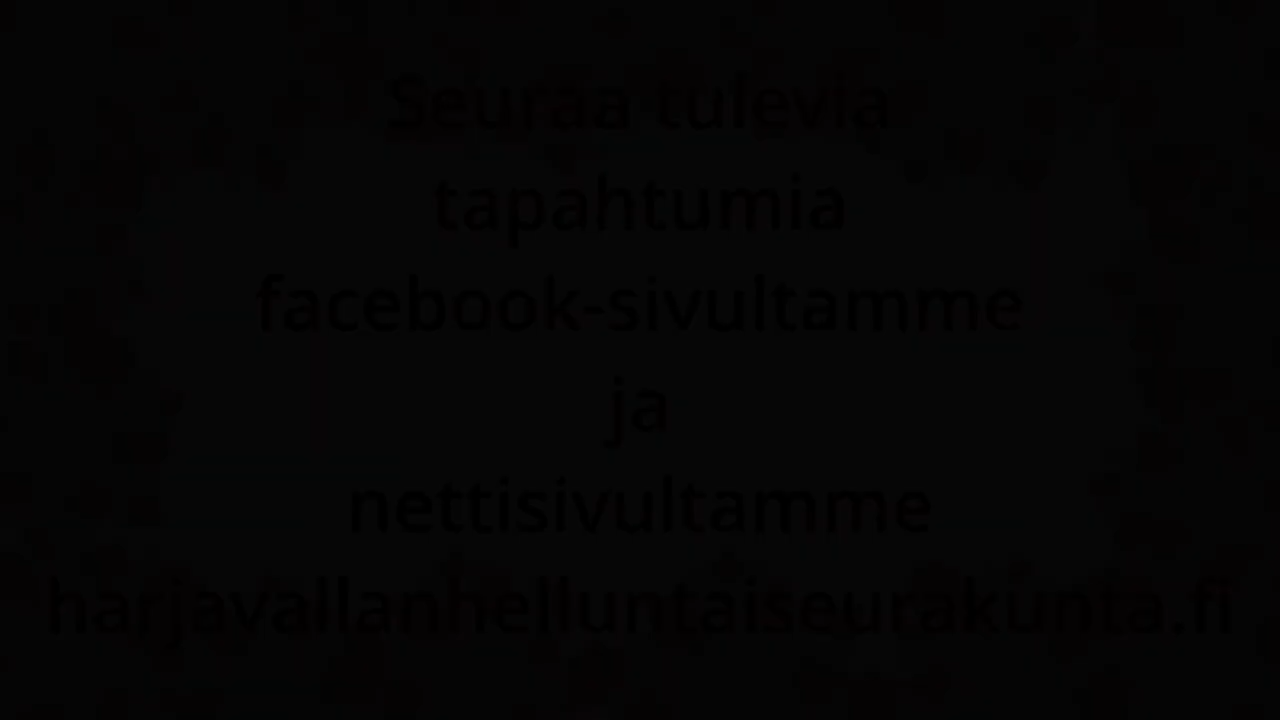 Seuraa tulevia
tapahtumia
facebook-sivultamme
ja
nettisivultamme
harjavallanhelluntaiseurakunta.fi